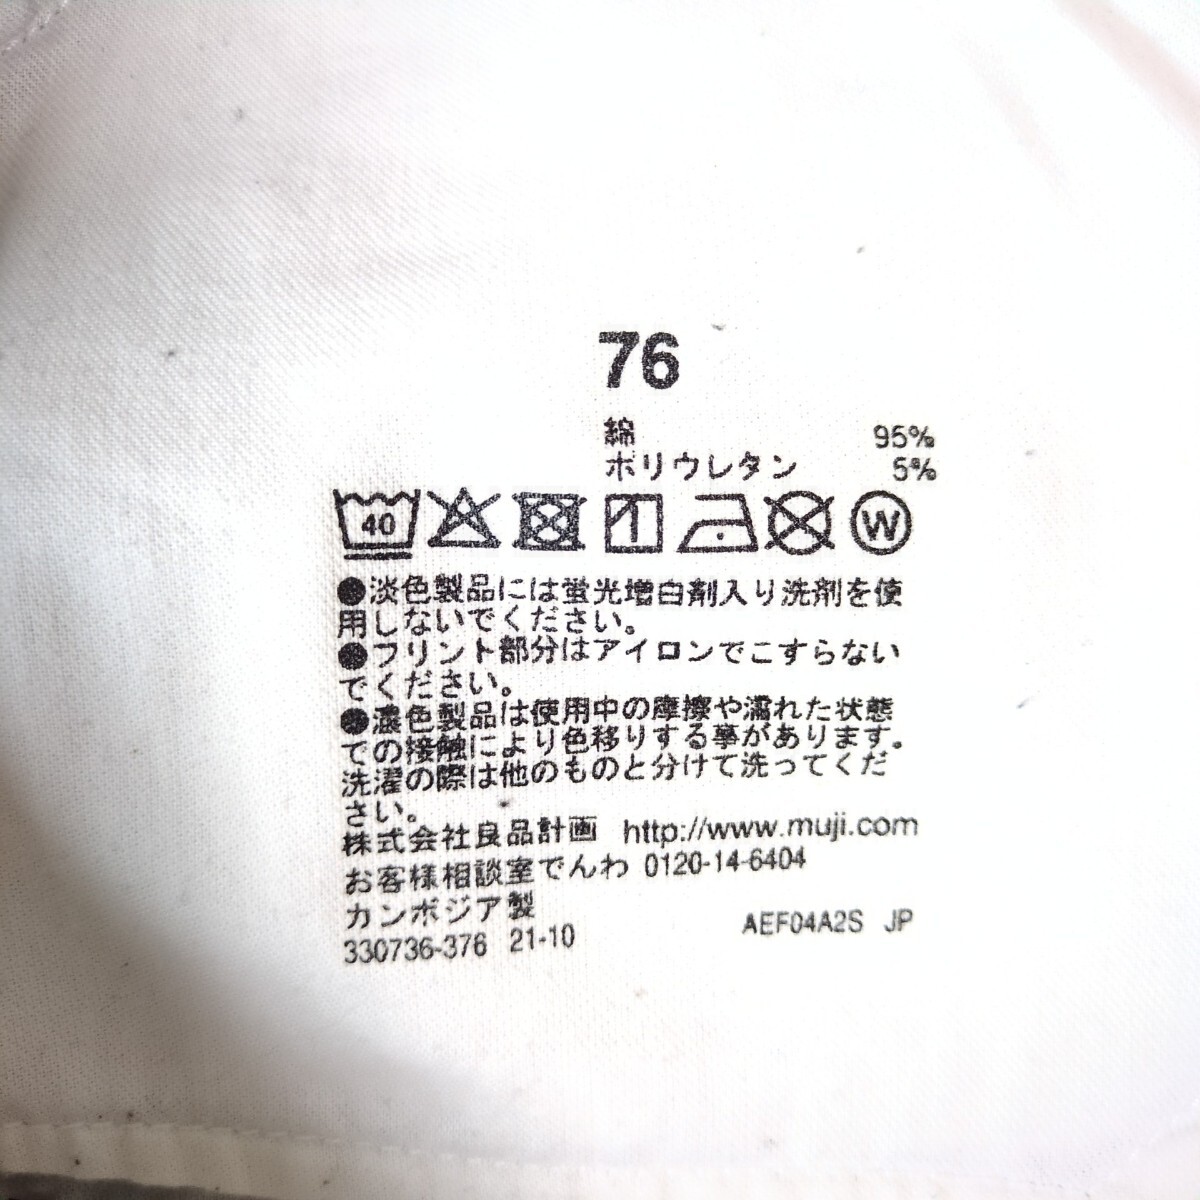 76
綿 95%
ポリウレタン 5%
40 W
●淡色製品には蛍光増白剤入り洗剤を使
用しないでください。
●プリント部分はアイロンでこすらない
でください。
●濃色製品は使用中の摩擦や濡れた状態
での接触により色移りする事があります。
洗濯の際は他のものと分けて洗ってくだ
さい。
株式会社良品計画 http://www.muji.com
お客様相談室でんわ 0120-14-6404
カンボジア製
330736-376 21-10 AEF04A2S JP